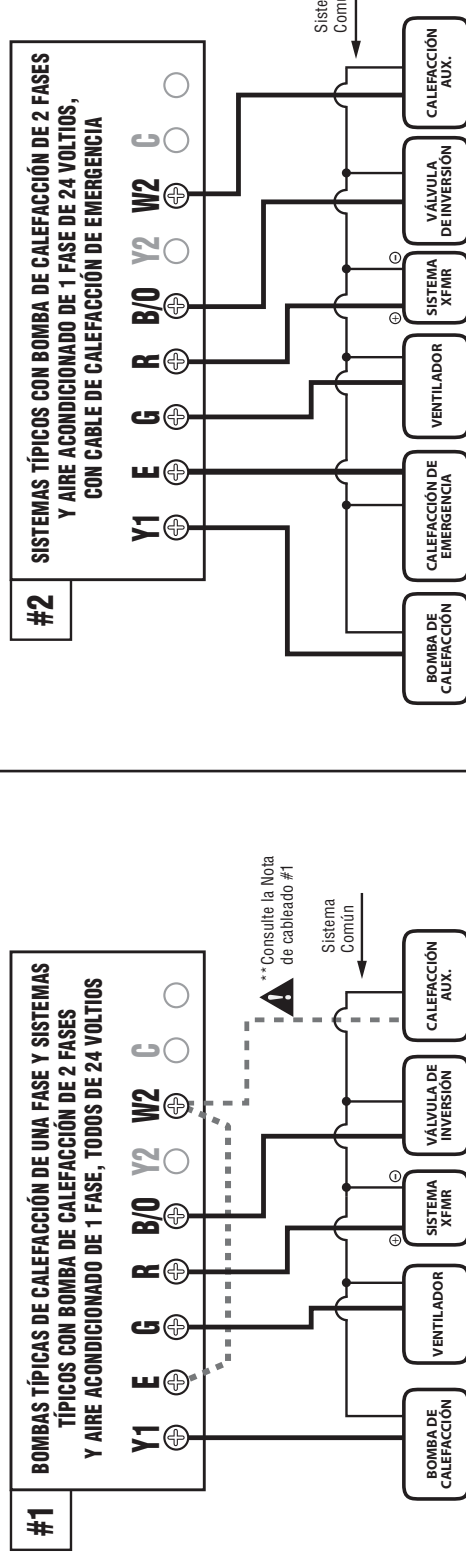 #1
BOMBAS TÍPICAS DE CALEFACCIÓN DE UNA FASE Y SISTEMAS
TÍPICOS CON BOMBA DE CALEFACCIÓN DE 2 FASES
Y AIRE ACONDICIONADO DE 1 FASE, TODOS DE 24 VOLTIOS
Y1 E G R B/O Y2 W2 C
**Consulte la Nota
de cableado #1
Sistema
Común
BOMBA DE
CALEFACCIÓN
VENTILADOR
SISTEMA
XFMR
VÁLVULA DE
INVERSIÓN
CALEFACCIÓN
AUX.
#2
SISTEMAS TÍPICOS CON BOMBA DE CALEFACCIÓN DE 2 FASES
Y AIRE ACONDICIONADO DE 1 FASE DE 24 VOLTIOS,
CON CABLE DE CALEFACCIÓN DE EMERGENCIA
Y1 E G R B/O Y2 W2 C
BOMBA DE
CALEFACCIÓN
CALEFACCIÓN DE
EMERGENCIA
VENTILADOR
SISTEMA
XFMR
VÁLVULA
DE INVERSIÓN
CALEFACCIÓN
AUX.